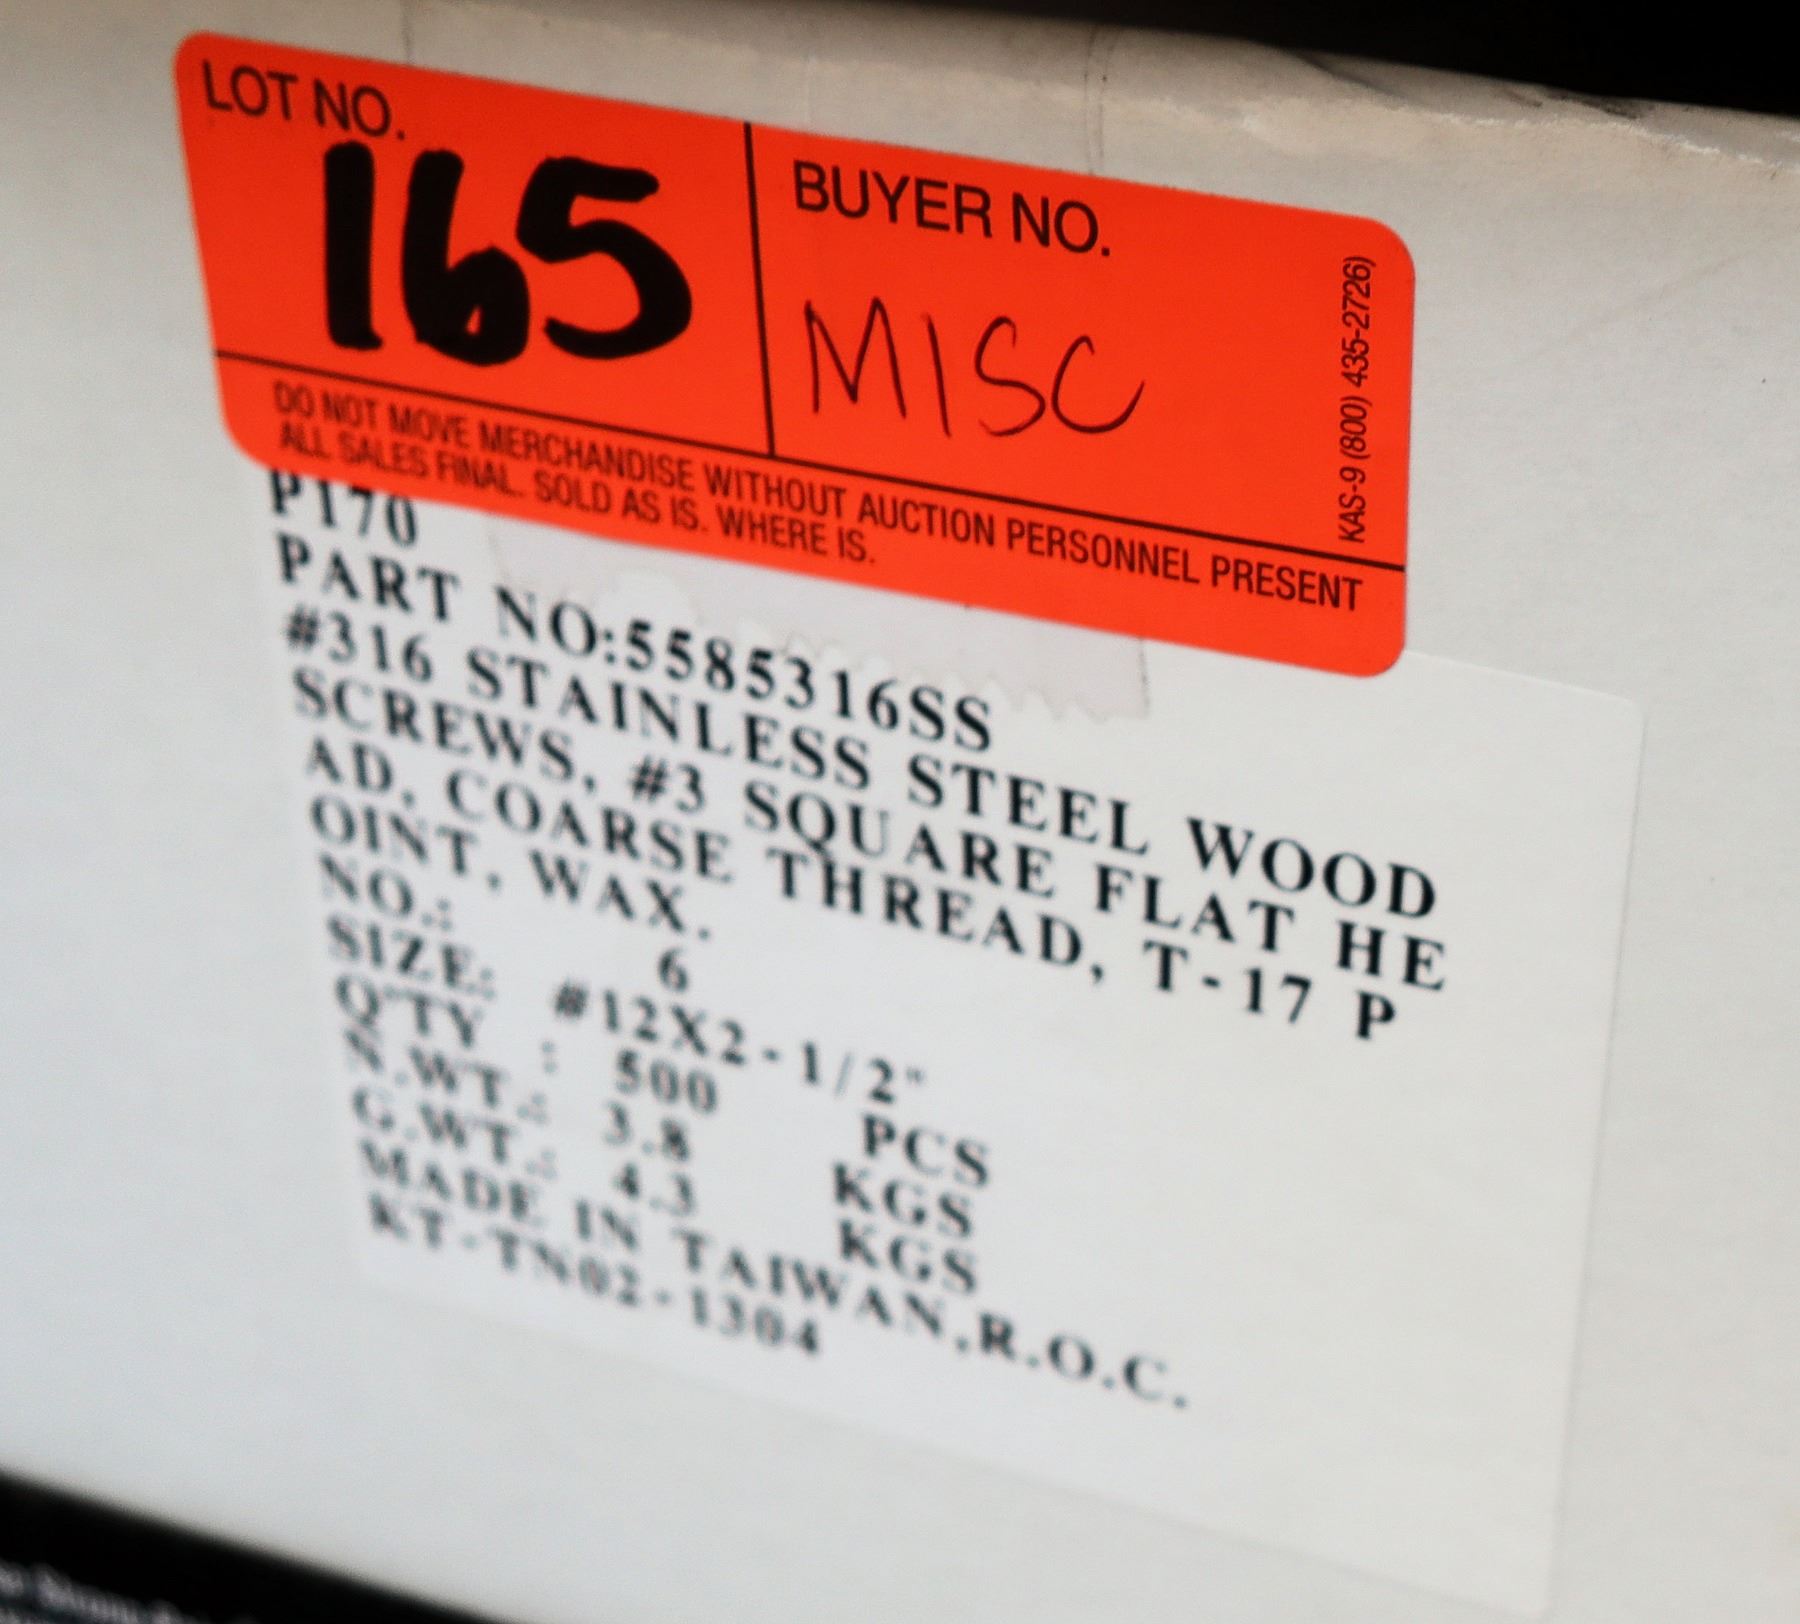 LOT NO.
165
BUYER NO.
MISC
KAS-9 (800) 435-2726)
DO NOT MOVE MERCHANDISE WITHOUT AUCTION PERSONNEL PRESENT
ALL SALES FINAL. SOLD AS IS. WHERE IS.
P170
PART NO:5585316SS
#316 STAINLESS STEEL WOOD
SCREWS, #3 SQUARE FLAT HE
AD, COARSE THREAD, T-17 P
OINT, WAX.
NO.: 6
SIZE: #12X2-1/2"
Q'TY : 500 PCS
N.WT.: 3.8 KGS
G.WT.: 4.3 KGS
MADE IN TAIWAN,R.O.C.
KT-TN02-1304